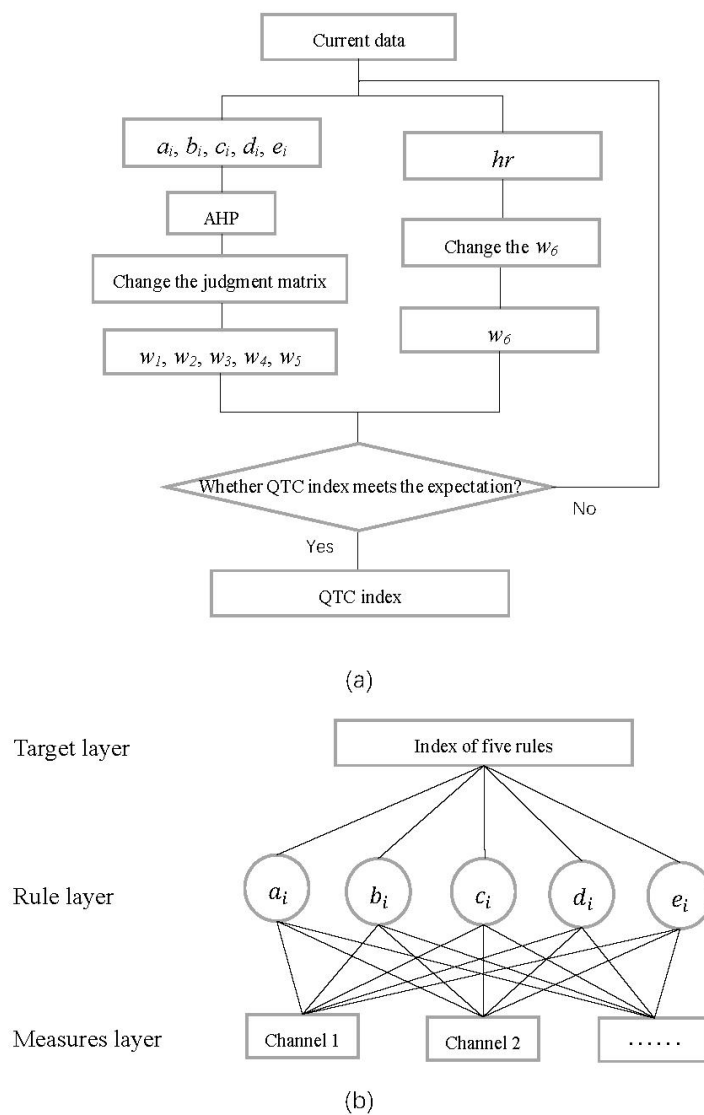 Current data
aᵢ, bᵢ, cᵢ, dᵢ, eᵢ
hr
AHP
Change the w₆
Change the judgment matrix
w₆
w₁, w₂, w₃, w₄, w₅
Whether QTC index meets the expectation?
No
Yes
QTC index
(a)
Target layer
Index of five rules
Rule layer
aᵢ
bᵢ
cᵢ
dᵢ
eᵢ
Measures layer
Channel 1
Channel 2
······
(b)